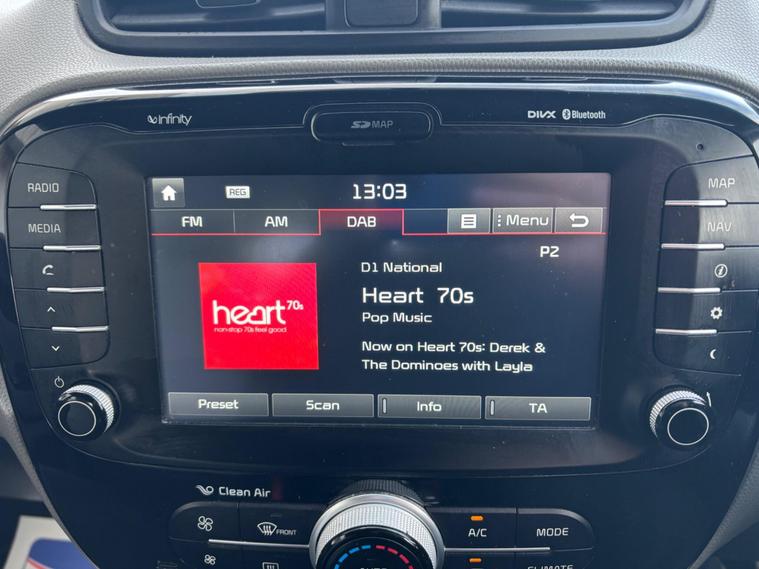 infinity
SD MAP
DIVX Bluetooth
RADIO
MEDIA
MAP
NAV
REG
13:03
FM
AM
DAB
Menu
P2
D1 National
Heart 70s
Pop Music
Now on Heart 70s: Derek &
The Dominoes with Layla
heart 70s
non-stop 70s feel good
Preset
Scan
Info
TA
Clean Air
FRONT
A/C
MODE